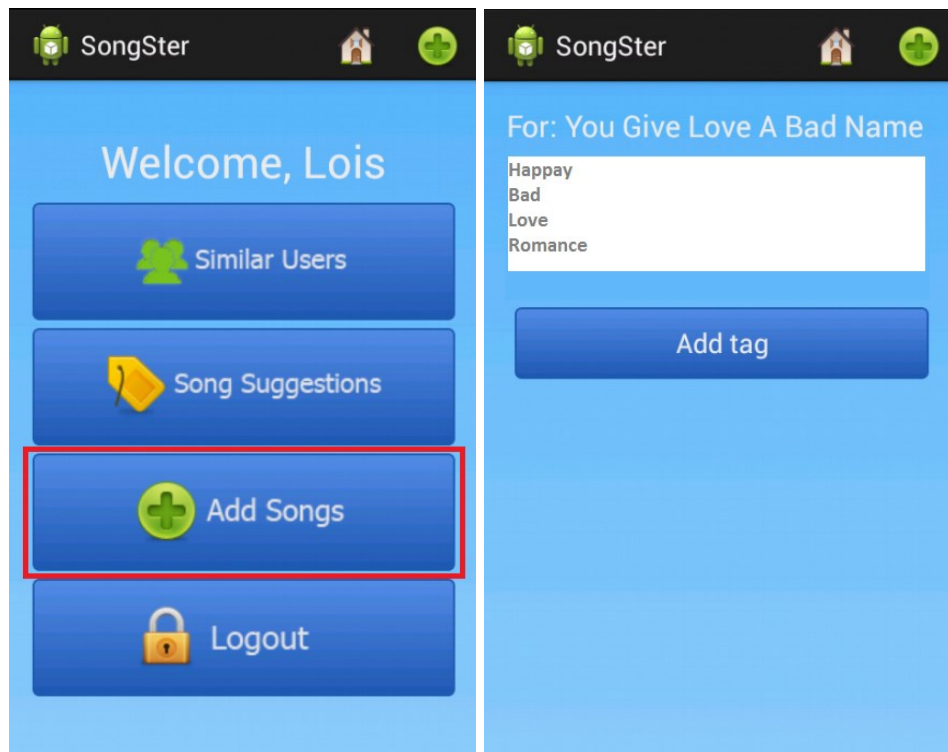 SongSter
Welcome, Lois
Similar Users
Song Suggestions
Add Songs
Logout
SongSter
For: You Give Love A Bad Name
Happay
Bad
Love
Romance
Add tag